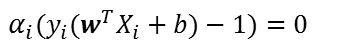 αᵢ(yᵢ(𝒘ᵀXᵢ + b) − 1) = 0